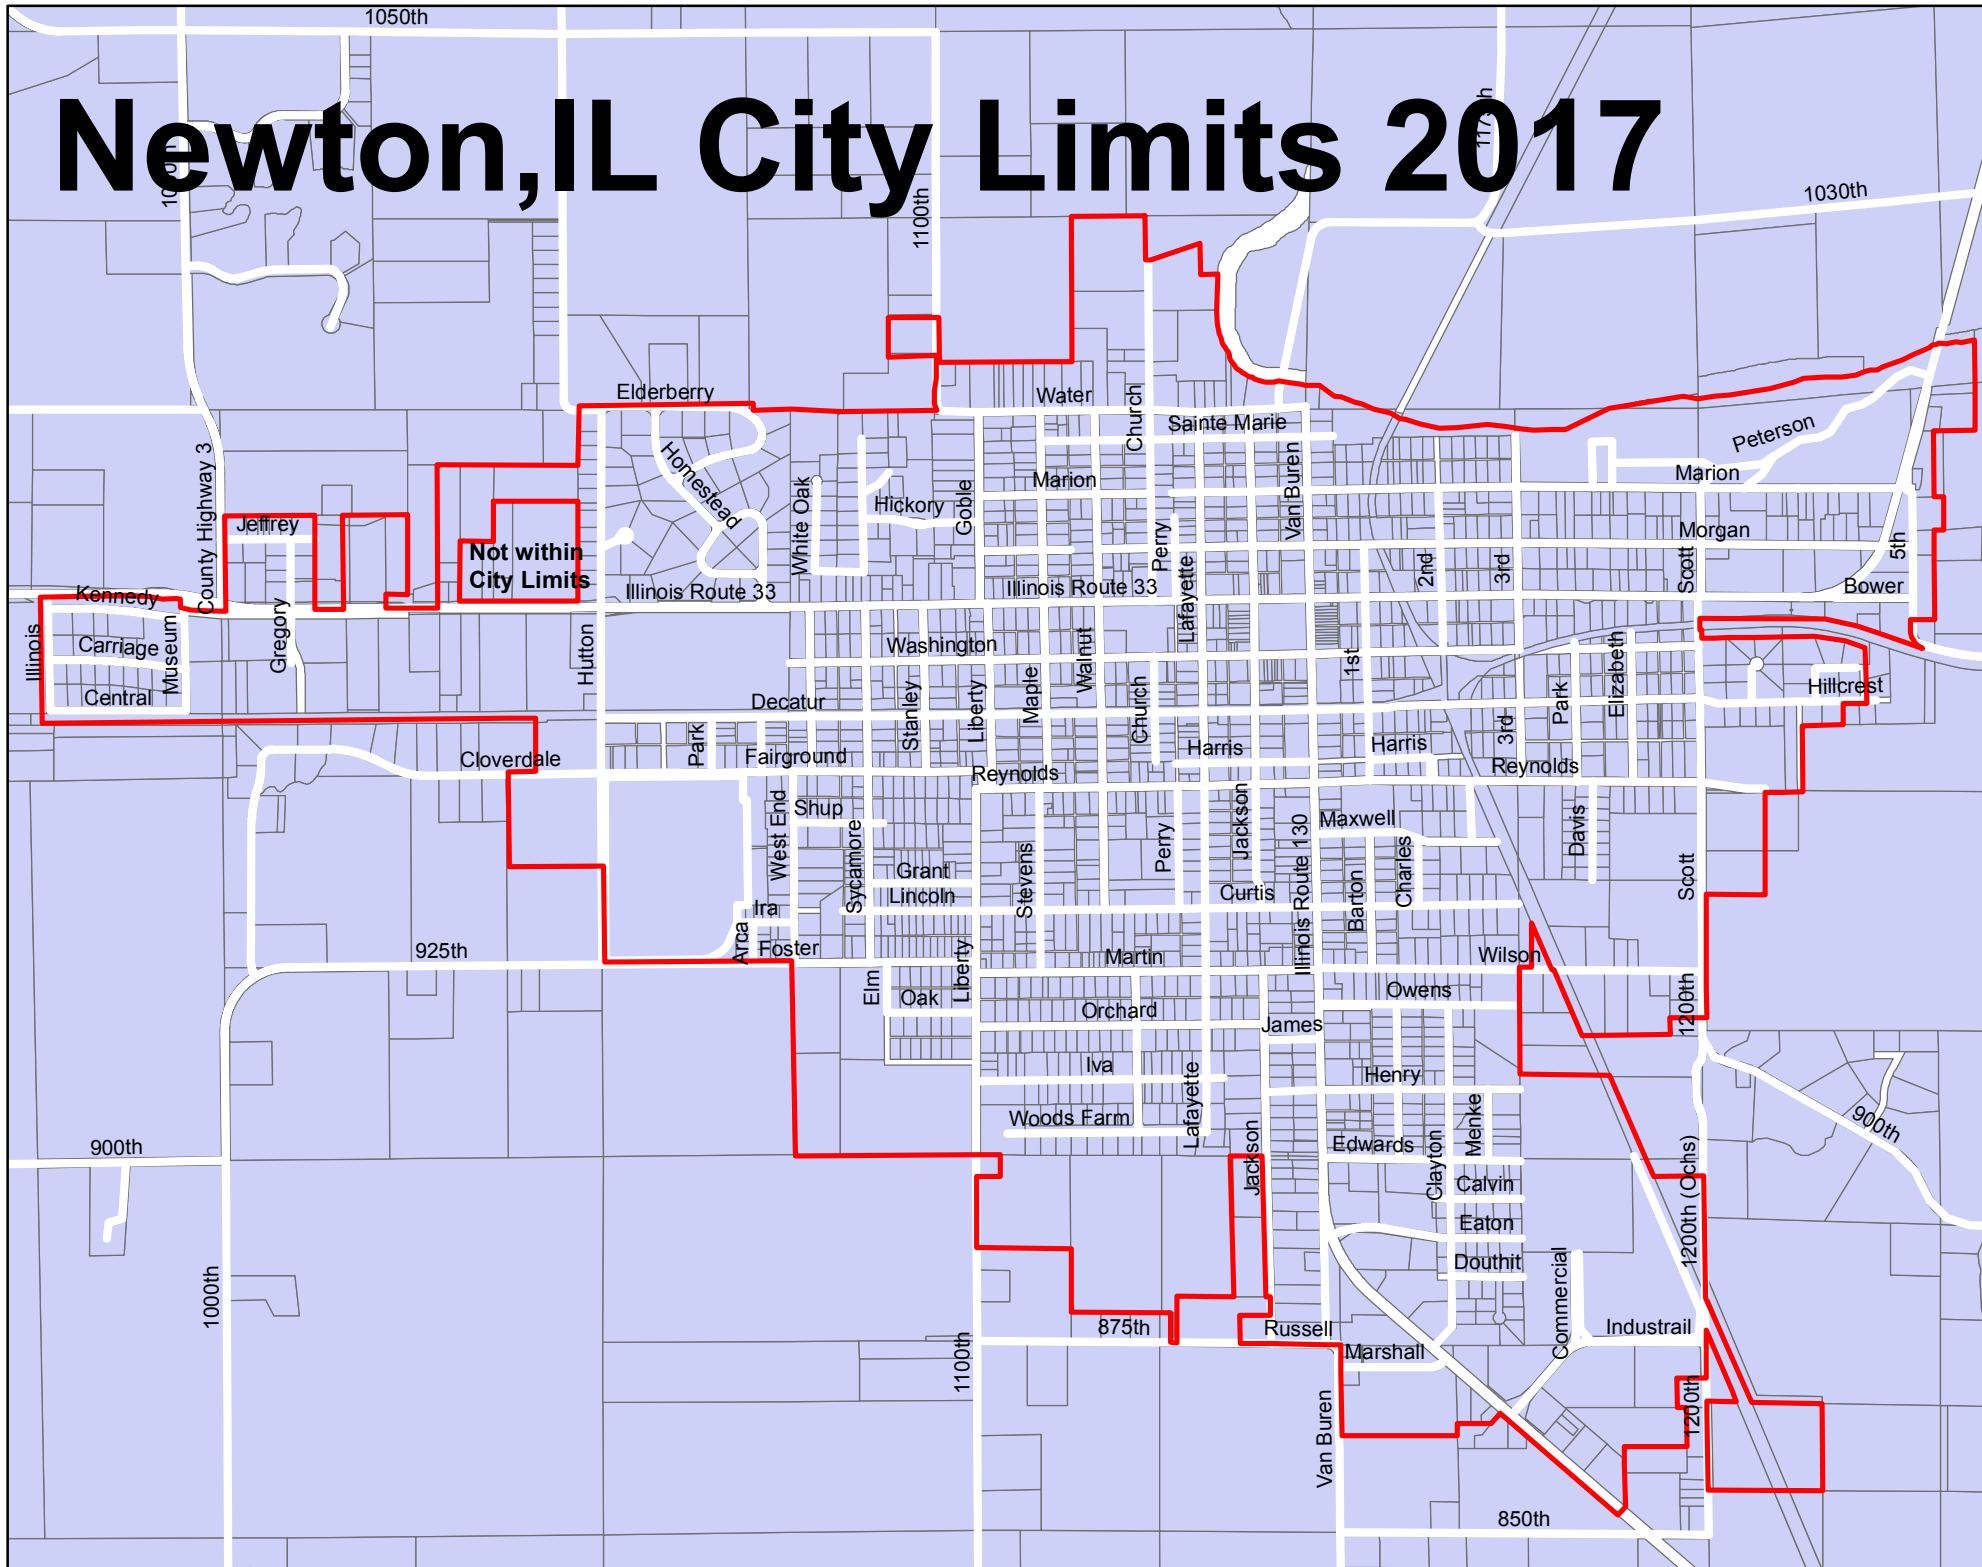 1050th
Newton,IL City Limits 2017
1175th
1030th
1100th
Elderberry
Water
Church
Sainte Marie
Van Buren
Peterson
Homestead
County Highway 3
White Oak
Hickory
Goble
Marion
Marion
Jeffrey
Not within
City Limits
Perry
Morgan
2nd
3rd
Scott
5th
Kennedy
Illinois Route 33
Illinois Route 33
Lafayette
Bower
Illinois
Carriage
Museum
Gregory
Hutton
Washington
Walnut
1st
Elizabeth
Central
Decatur
Stanley
Liberty
Maple
Church
Park
Hillcrest
Cloverdale
Park
Fairground
Reynolds
Harris
Harris
3rd
Reynolds
West End
Shup
Sycamore
Jackson
Illinois Route 130
Maxwell
Davis
Grant
Lincoln
Stevens
Perry
Curtis
Barton
Charles
Scott
Ira
Arca
Foster
925th
Liberty
Martin
Wilson
Elm
Oak
Orchard
James
Owens
1200th
Iva
Lafayette
Henry
Woods Farm
Menke
900th
900th
Jackson
Edwards
Clayton
Calvin
1200th (Ochs)
Eaton
Douthit
1000th
Commercial
875th
Russell
Industrail
1100th
Marshall
Van Buren
1200th
850th